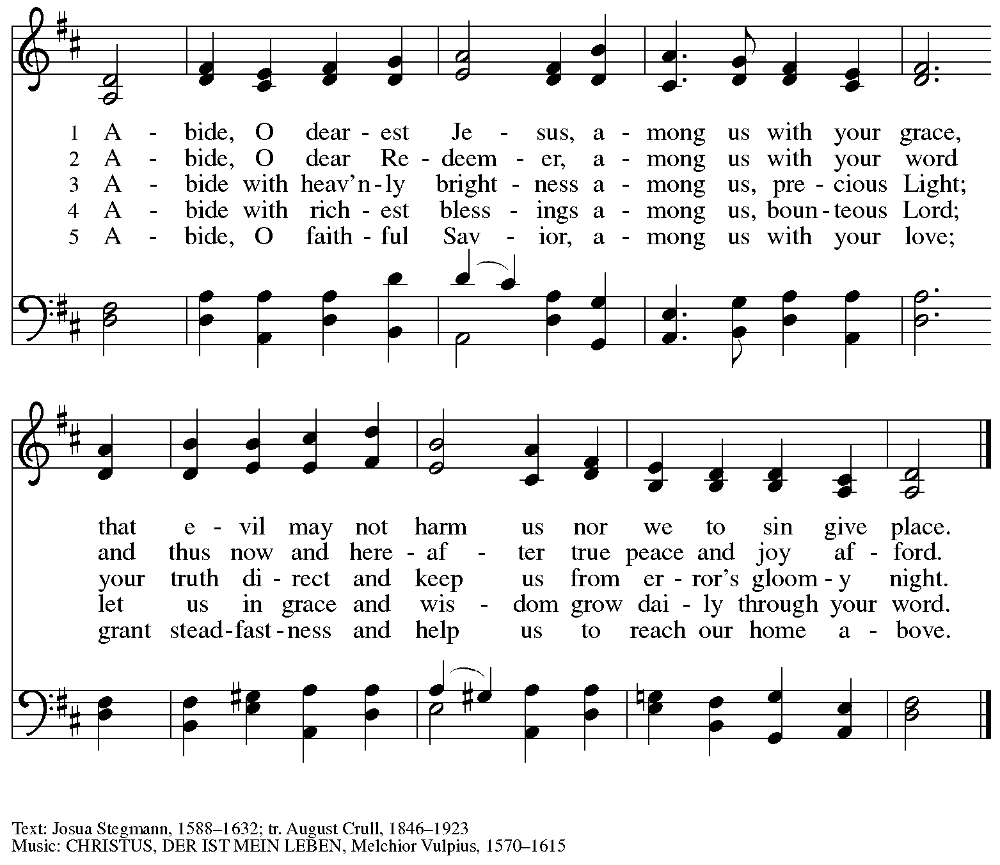 1 A - bide, O dear - est Je - sus, a - mong us with your grace,
2 A - bide, O dear Re - deem - er, a - mong us with your word
3 A - bide with heav’n - ly bright - ness a - mong us, pre - cious Light;
4 A - bide with rich - est bless - ings a - mong us, boun - teous Lord;
5 A - bide, O faith - ful Sav - ior, a - mong us with your love;
that e - vil may not harm us nor we to sin give place.
and thus now and here - af - ter true peace and joy af - ford.
your truth di - rect and keep us from er - ror’s gloom - y night.
let us in grace and wis - dom grow dai - ly through your word.
grant stead - fast - ness and help us to reach our home a - bove.
Text: Josua Stegmann, 1588–1632; tr. August Crull, 1846–1923
Music: CHRISTUS, DER IST MEIN LEBEN, Melchior Vulpius, 1570–1615